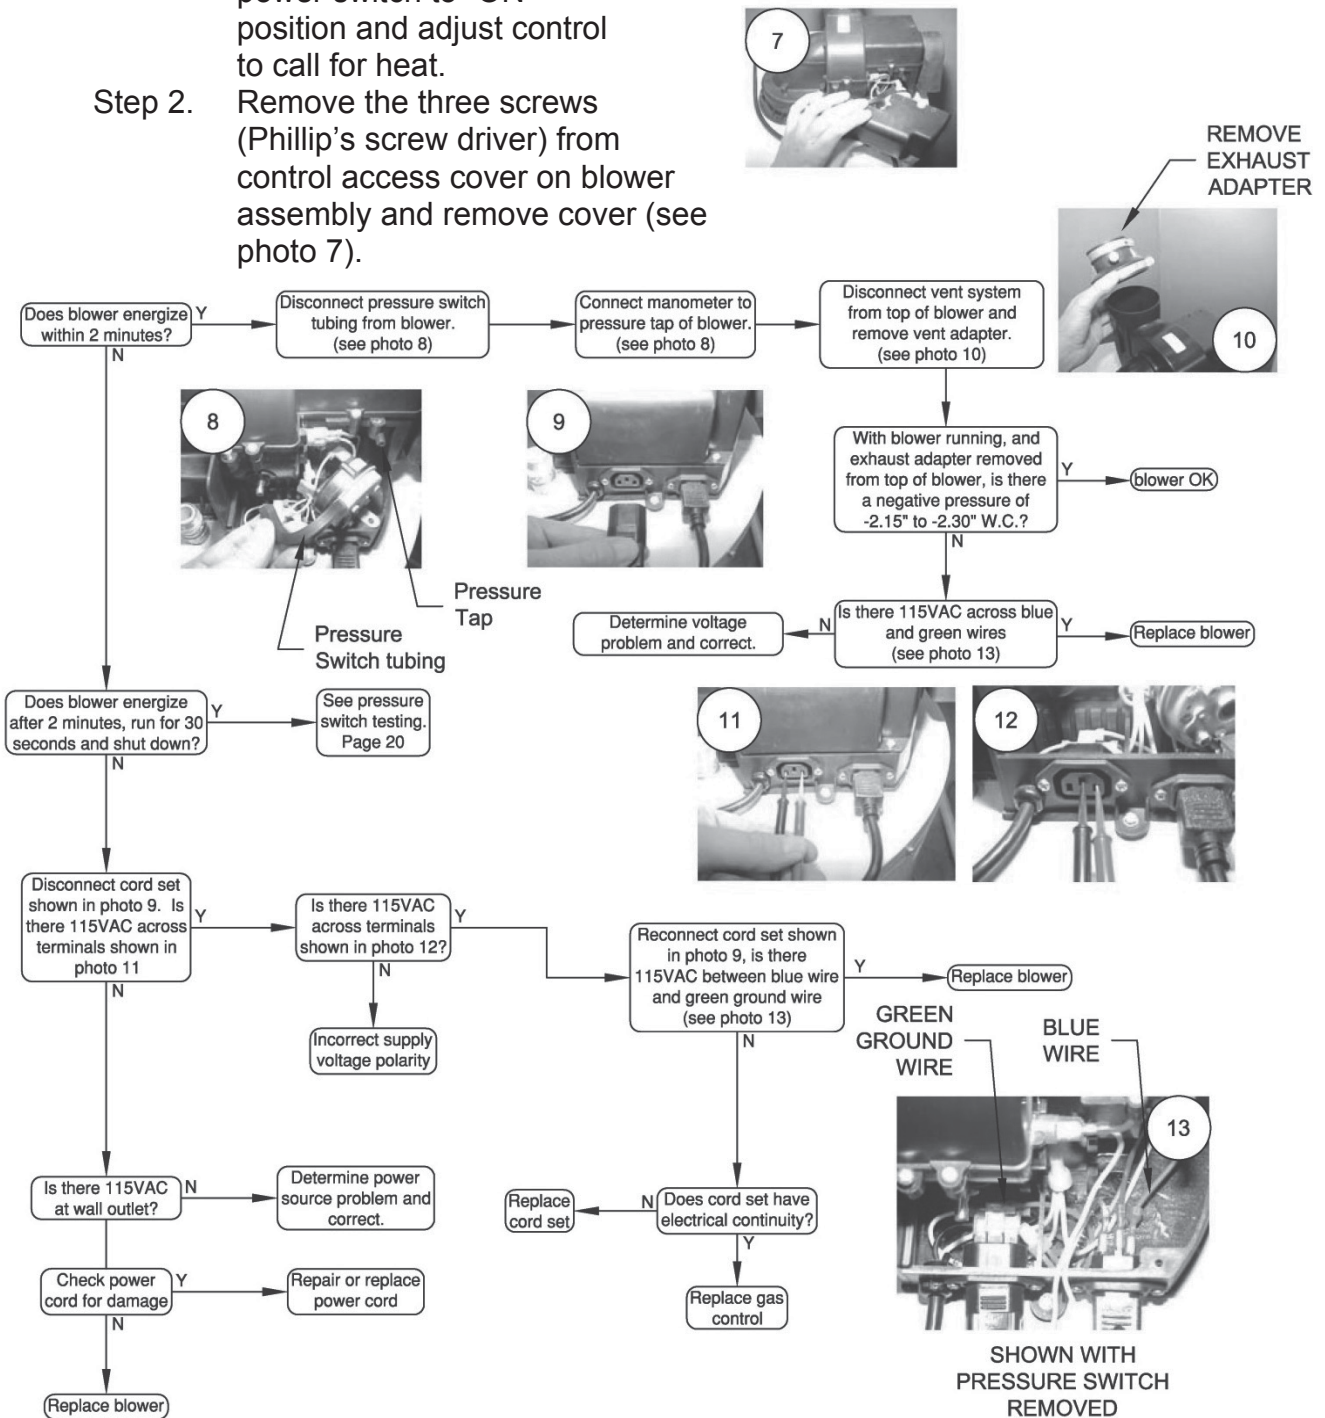 power switch to "ON"
position and adjust control
to call for heat.
Step 2. Remove the three screws
(Phillip's screw driver) from
control access cover on blower
assembly and remove cover (see
photo 7).
7
REMOVE
EXHAUST
ADAPTER
10
Does blower energize
within 2 minutes?
Y
N
Disconnect pressure switch
tubing from blower.
(see photo 8)
Connect manometer to
pressure tap of blower.
(see photo 8)
Disconnect vent system
from top of blower and
remove vent adapter.
(see photo 10)
8
9
With blower running, and
exhaust adapter removed
from top of blower, is there
a negative pressure of
-2.15" to -2.30" W.C.?
Y
N
blower OK
Pressure
Tap
Pressure
Switch tubing
Determine voltage
problem and correct.
N
Is there 115VAC across blue
and green wires
(see photo 13)
Y
Replace blower
Does blower energize
after 2 minutes, run for 30
seconds and shut down?
Y
N
See pressure
switch testing.
Page 20
11
12
Disconnect cord set
shown in photo 9. Is
there 115VAC across
terminals shown in
photo 11
Y
N
Is there 115VAC
across terminals
shown in photo 12?
Y
N
Incorrect supply
voltage polarity
Reconnect cord set shown
in photo 9, is there
115VAC between blue wire
and green ground wire
(see photo 13)
Y
N
Replace blower
GREEN
GROUND
WIRE
BLUE
WIRE
13
Is there 115VAC
at wall outlet?
N
Determine power
source problem and
correct.
Replace
cord set
N
Does cord set have
electrical continuity?
Y
Check power
cord for damage
Y
N
Repair or replace
power cord
Replace gas
control
Replace blower
SHOWN WITH
PRESSURE SWITCH
REMOVED